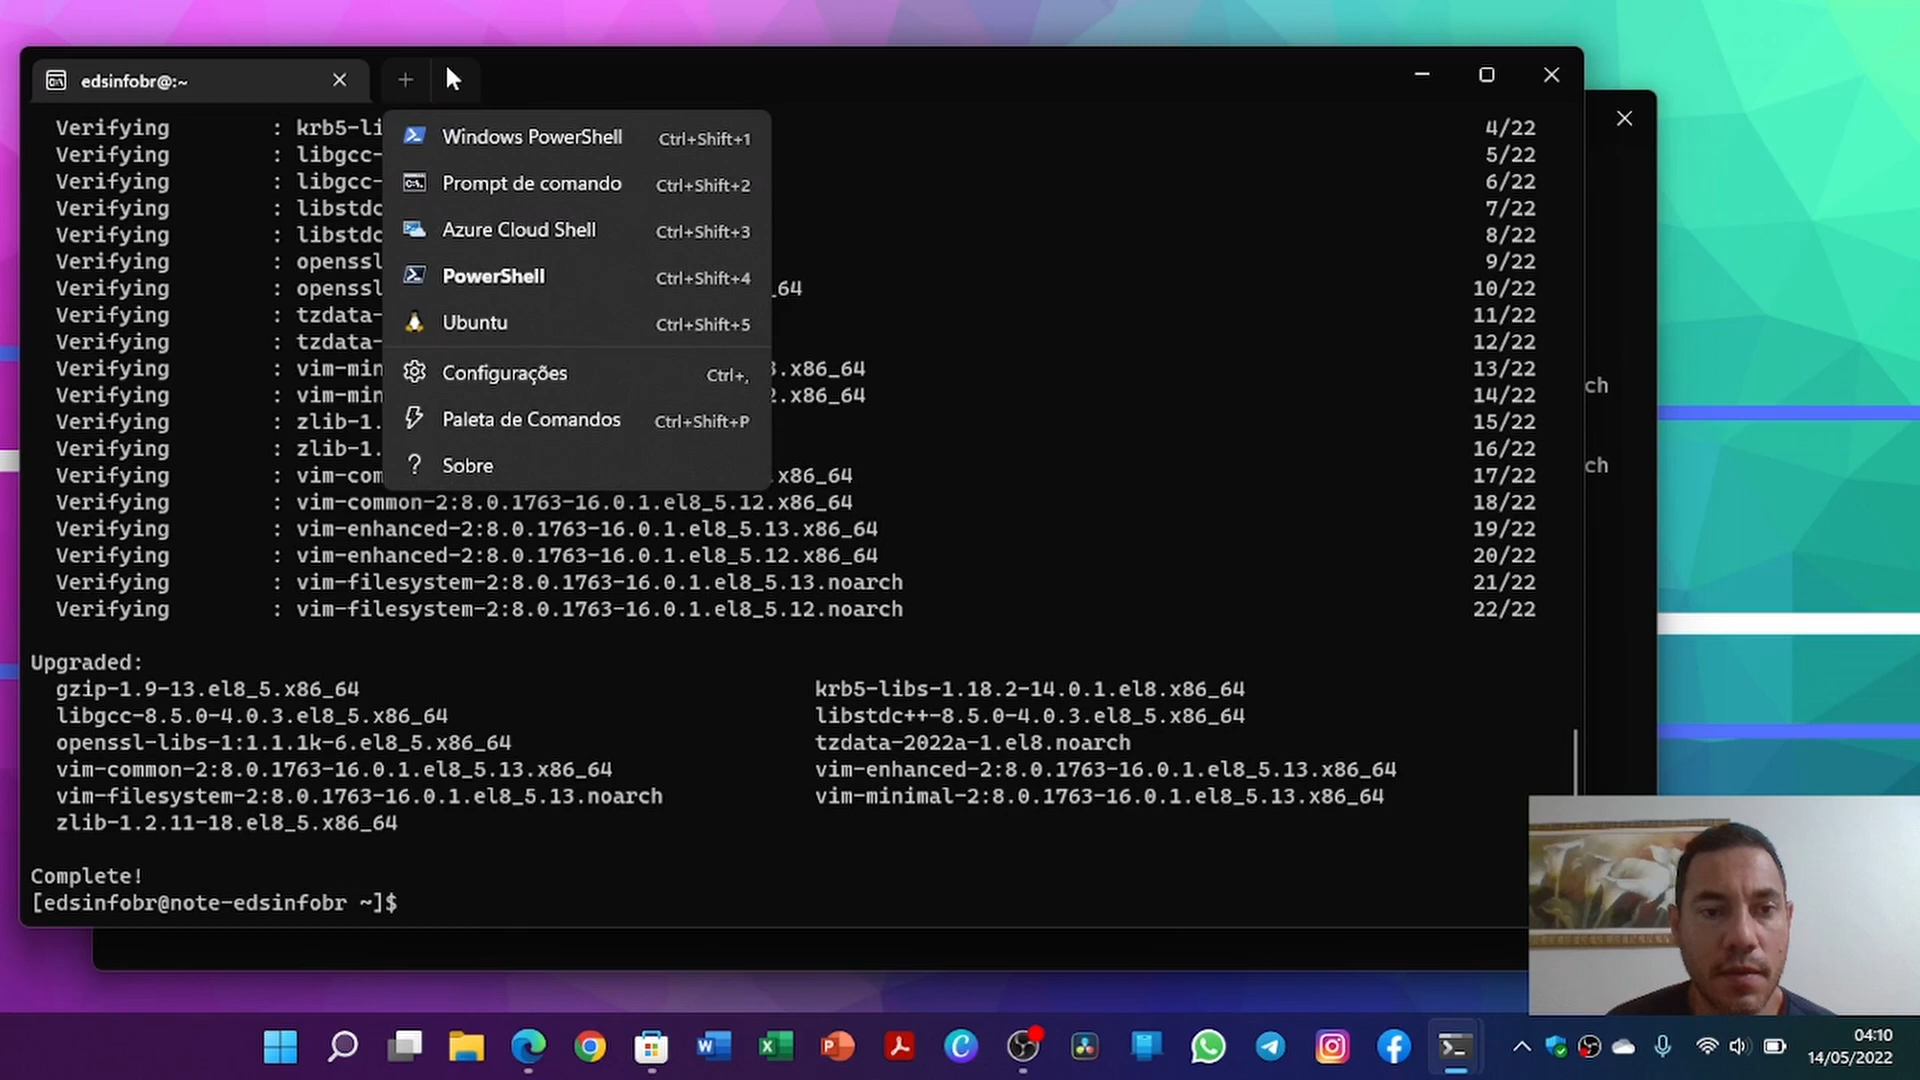 edsinfobr@:~
Verifying : krb5-li 4/22
Verifying : libgcc- 5/22
Verifying : libgcc- 6/22
Verifying : libstdc 7/22
Verifying : libstdc 8/22
Verifying : openssl 9/22
Verifying : openssl _64 10/22
Verifying : tzdata- 11/22
Verifying : tzdata- 12/22
Verifying : vim-min .x86_64 13/22
Verifying : vim-min .x86_64 14/22
Verifying : zlib-1. 15/22
Verifying : zlib-1. 16/22
Verifying : vim-com .x86_64 17/22
Verifying : vim-common-2:8.0.1763-16.0.1.el8_5.12.x86_64 18/22
Verifying : vim-enhanced-2:8.0.1763-16.0.1.el8_5.13.x86_64 19/22
Verifying : vim-enhanced-2:8.0.1763-16.0.1.el8_5.12.x86_64 20/22
Verifying : vim-filesystem-2:8.0.1763-16.0.1.el8_5.13.noarch 21/22
Verifying : vim-filesystem-2:8.0.1763-16.0.1.el8_5.12.noarch 22/22
Windows PowerShell Ctrl+Shift+1
Prompt de comando Ctrl+Shift+2
Azure Cloud Shell Ctrl+Shift+3
PowerShell Ctrl+Shift+4
Ubuntu Ctrl+Shift+5
Configurações Ctrl+,
Paleta de Comandos Ctrl+Shift+P
? Sobre
ch
ch
Upgraded:
gzip-1.9-13.el8_5.x86_64 krb5-libs-1.18.2-14.0.1.el8.x86_64
libgcc-8.5.0-4.0.3.el8_5.x86_64 libstdc++-8.5.0-4.0.3.el8_5.x86_64
openssl-libs-1:1.1.1k-6.el8_5.x86_64 tzdata-2022a-1.el8.noarch
vim-common-2:8.0.1763-16.0.1.el8_5.13.x86_64 vim-enhanced-2:8.0.1763-16.0.1.el8_5.13.x86_64
vim-filesystem-2:8.0.1763-16.0.1.el8_5.13.noarch vim-minimal-2:8.0.1763-16.0.1.el8_5.13.x86_64
zlib-1.2.11-18.el8_5.x86_64
Complete!
[edsinfobr@note-edsinfobr ~]$
04:10
14/05/2022